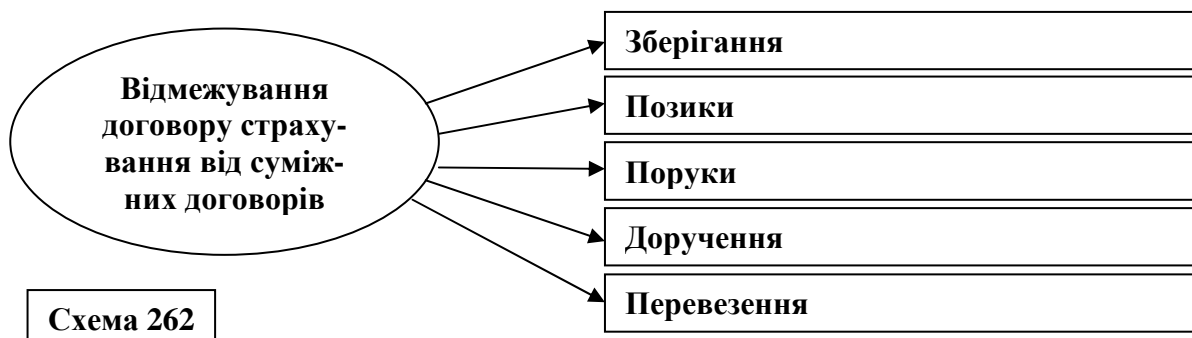 Відмежування
договору страху-
вання від суміж-
них договорів
Зберігання
Позики
Поруки
Доручення
Перевезення
Схема 262